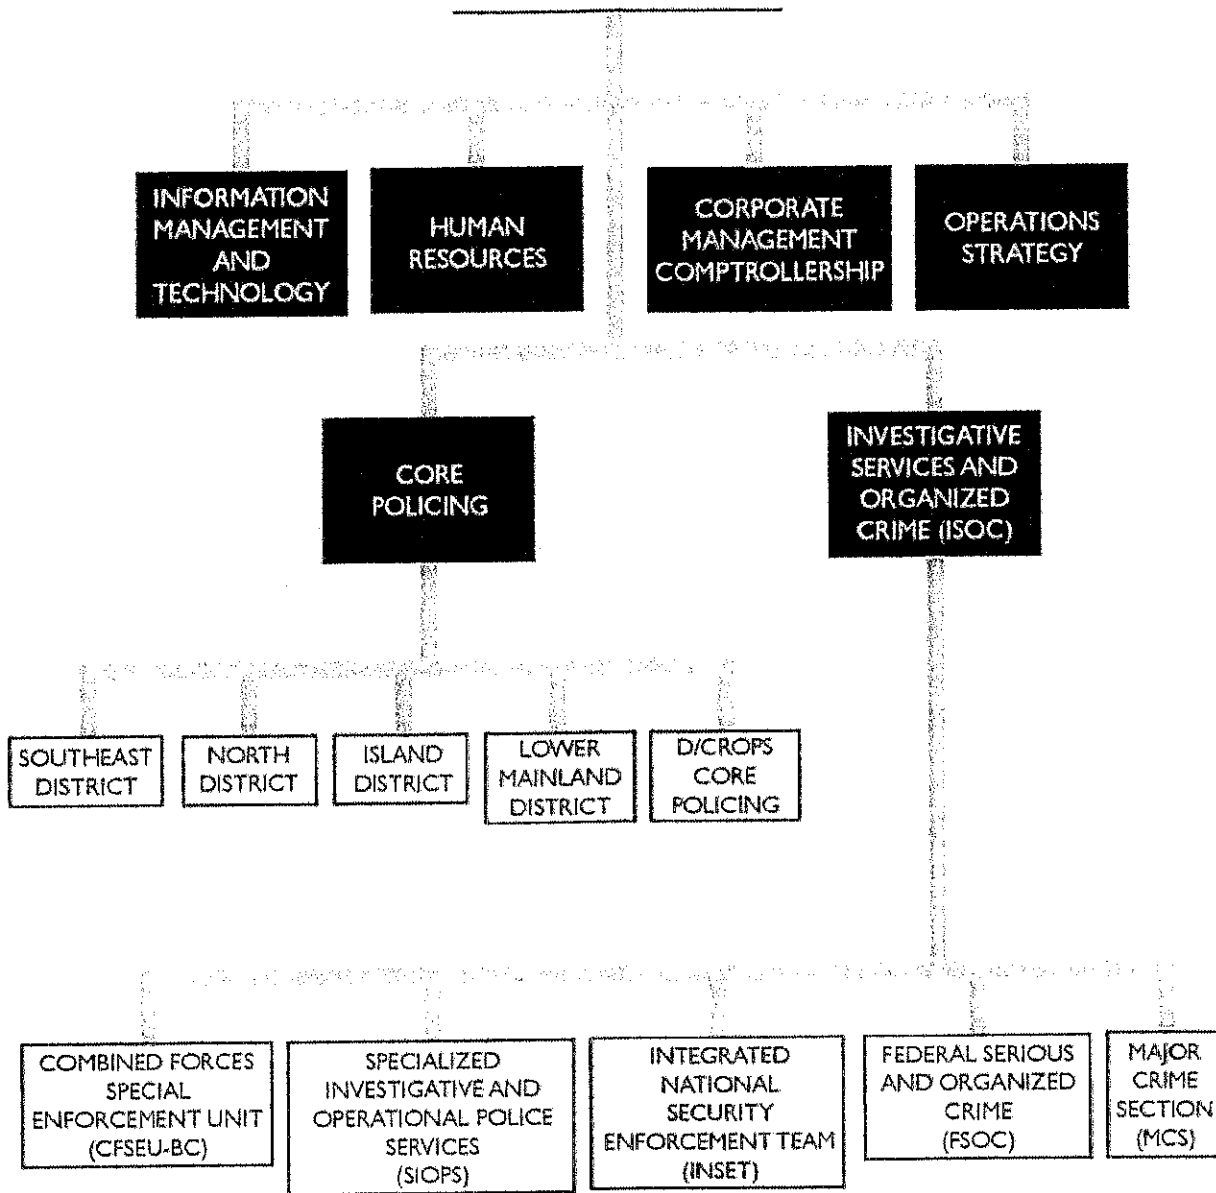 INFORMATION
MANAGEMENT
AND
TECHNOLOGY
HUMAN
RESOURCES
CORPORATE
MANAGEMENT
COMPTROLLERSHIP
OPERATIONS
STRATEGY
CORE
POLICING
INVESTIGATIVE
SERVICES AND
ORGANIZED
CRIME (ISOC)
SOUTHEAST
DISTRICT
NORTH
DISTRICT
ISLAND
DISTRICT
LOWER
MAINLAND
DISTRICT
D/CROPS
CORE
POLICING
COMBINED FORCES
SPECIAL
ENFORCEMENT UNIT
(CFSEU-BC)
SPECIALIZED
INVESTIGATIVE AND
OPERATIONAL POLICE
SERVICES
(SIOPS)
INTEGRATED
NATIONAL
SECURITY
ENFORCEMENT TEAM
(INSET)
FEDERAL SERIOUS
AND ORGANIZED
CRIME
(FSOC)
MAJOR
CRIME
SECTION
(MCS)